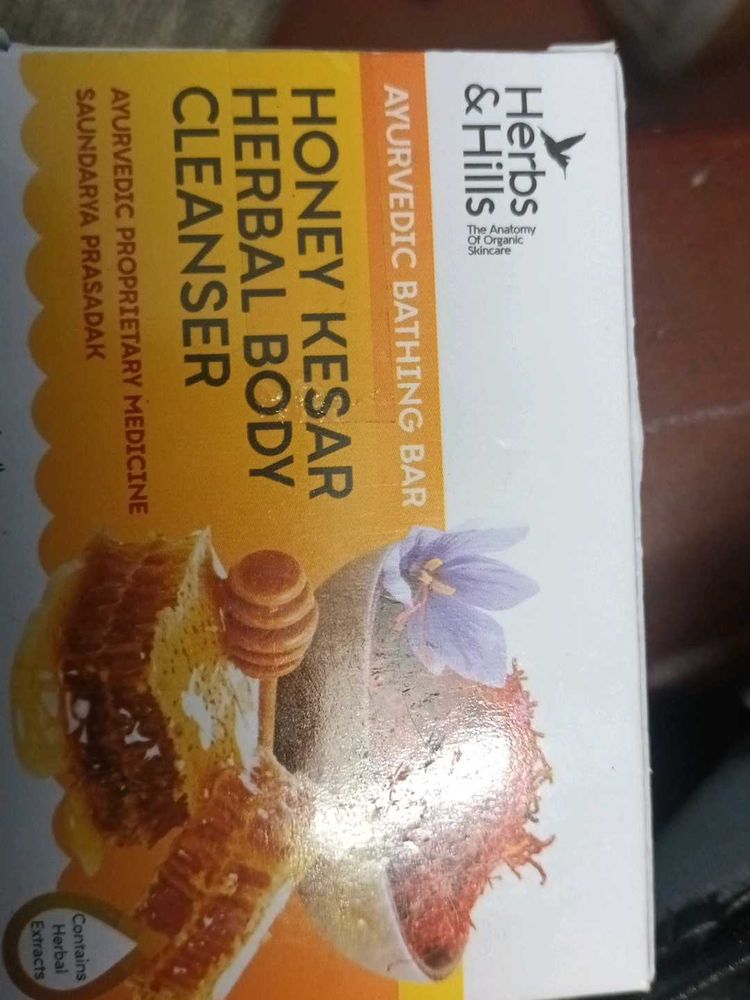 Herbs
& Hills
The Anatomy
Of Organic
Skincare
AYURVEDIC BATHING BAR
HONEY KESAR
HERBAL BODY
CLEANSER
AYURVEDIC PROPRIETARY MEDICINE
SAUNDARYA PRASADAK
Contains
Herbal
Extracts